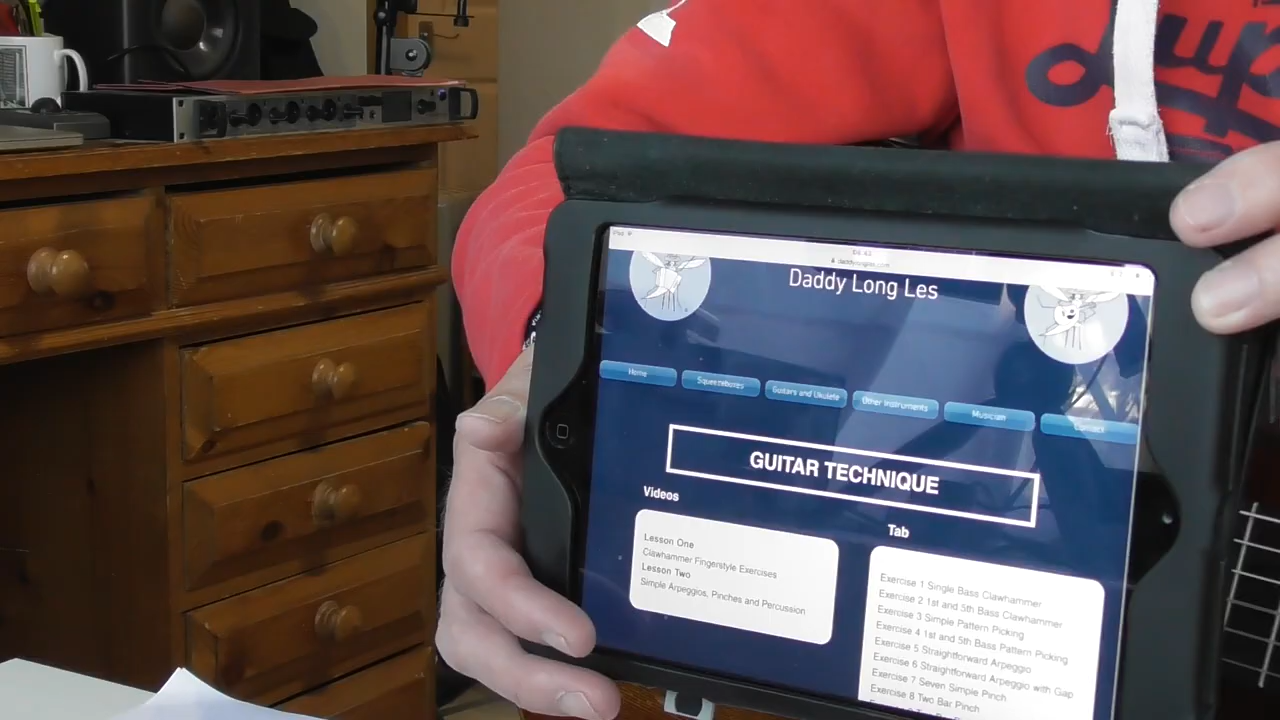 iPad
daddylongles.com
Daddy Long Les
Home
Squeezeboxes
Guitars and Ukulele
Other Instruments
Musician
Contact
GUITAR TECHNIQUE
Videos
Lesson One
Clawhammer Fingerstyle Exercises
Lesson Two
Simple Arpeggios, Pinches and Percussion
Tab
Exercise 1 Single Bass Clawhammer
Exercise 2 1st and 5th Bass Clawhammer
Exercise 3 Simple Pattern Picking
Exercise 4 1st and 5th Bass Pattern Picking
Exercise 5 Straightforward Arpeggio
Exercise 6 Straightforward Arpeggio with Gap
Exercise 7 Seven Simple Pinch
Exercise 8 Two Bar Pinch